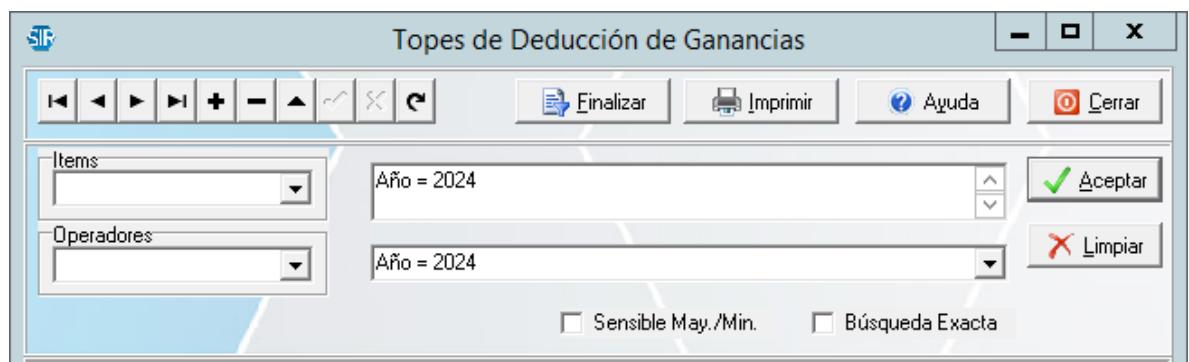 SIR
Topes de Deducción de Ganancias
Finalizar
Imprimir
Ayuda
Cerrar
Items
Año = 2024
Aceptar
Operadores
Año = 2024
Limpiar
Sensible May./Min.
Búsqueda Exacta